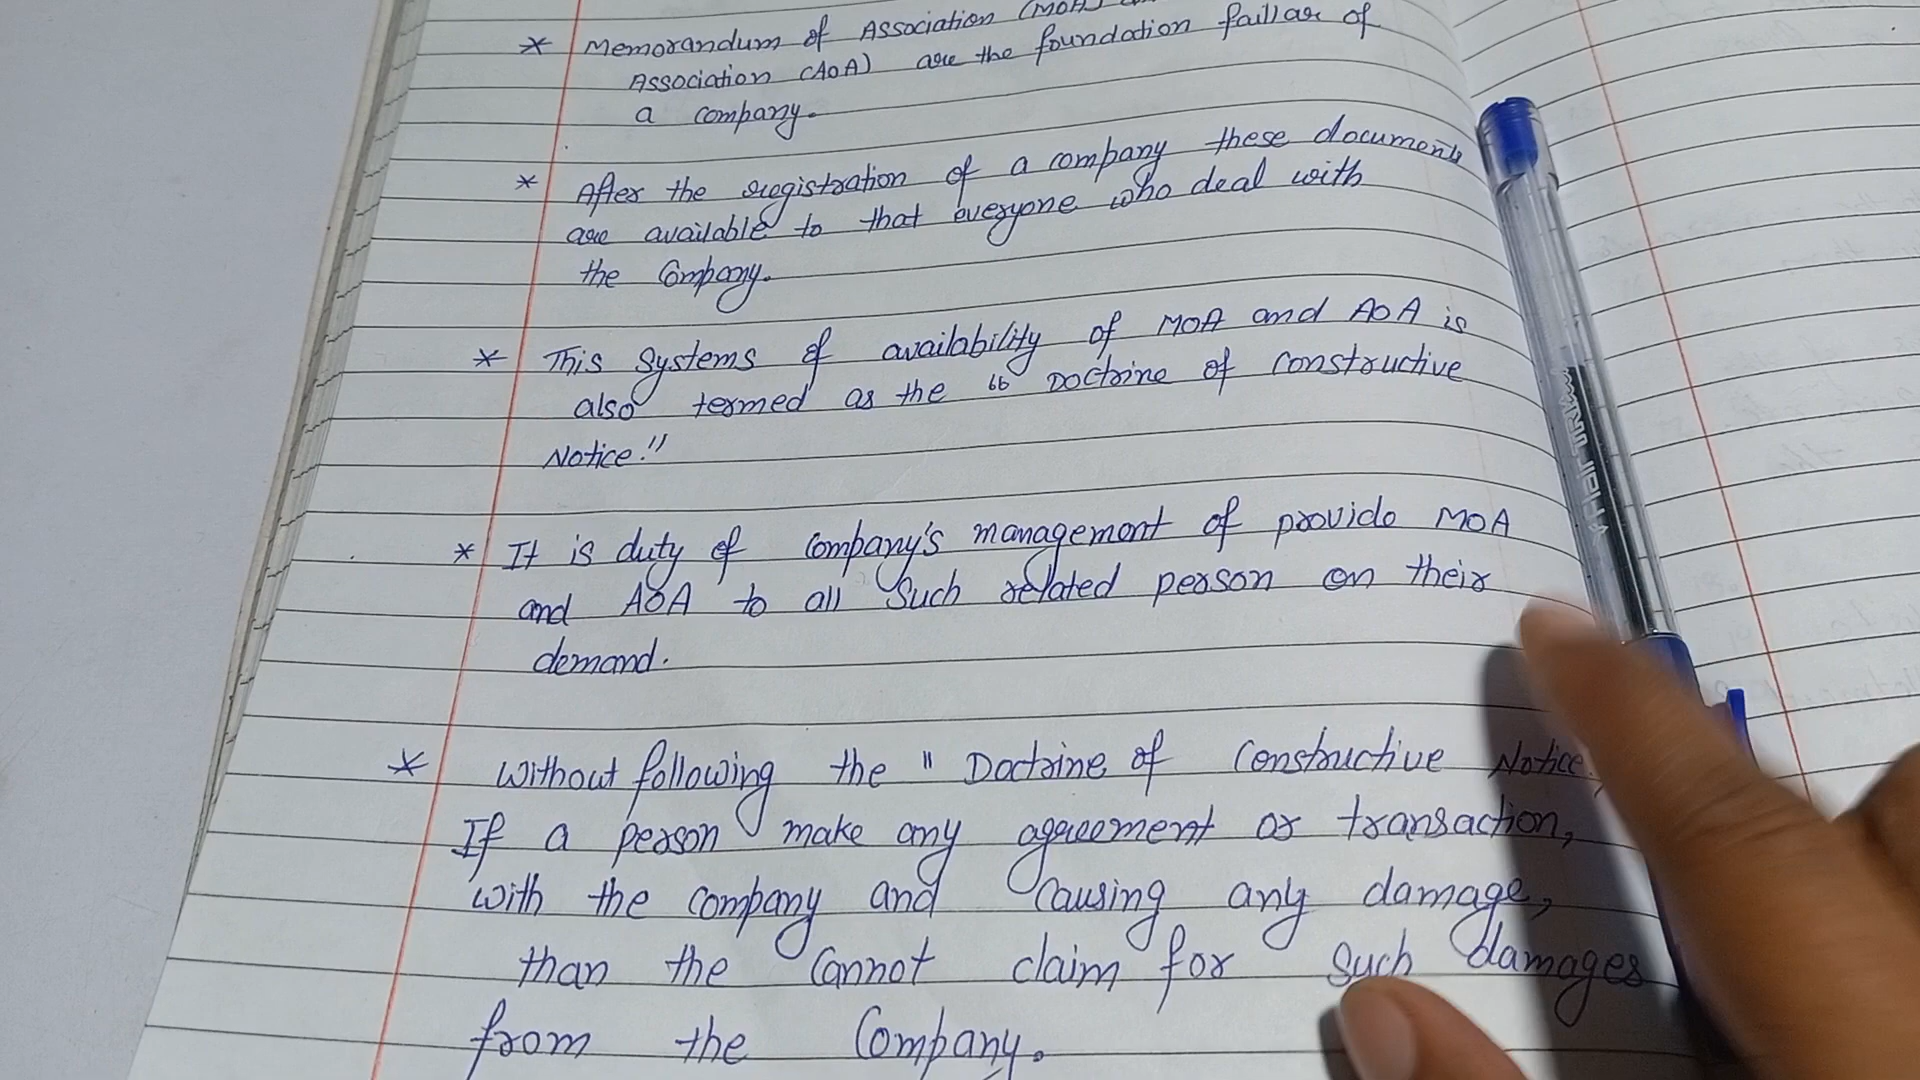 * Memorandum of Association (MOA)
Association (AOA) are the foundation faillar of
a company.
* After the registration of a company these documents
are available to that everyone who deal with
the Company.
* This systems of availability of MOA and AOA is
also termed as the "Doctrine of constructive
Notice!"
* It is duty of Company's management of provide MOA
and AOA to all Such related person on their
demand.
* without following the "Doctrine of Constructive Notice,
If a person make any agreement or transaction,
with the company and Causing any damage,
than the Cannot claim for such damages
from the Company.
Flair